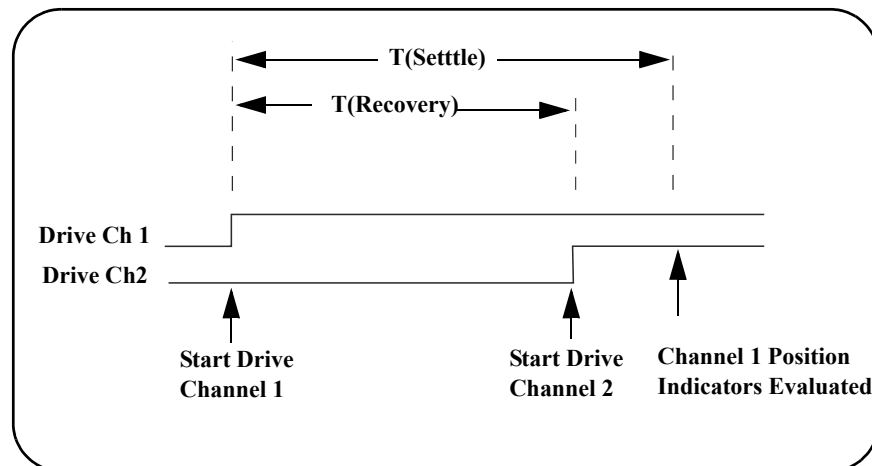 T(Setttle)
T(Recovery)
Drive Ch 1
Drive Ch2
Start Drive
Channel 1
Start Drive
Channel 2
Channel 1 Position
Indicators Evaluated